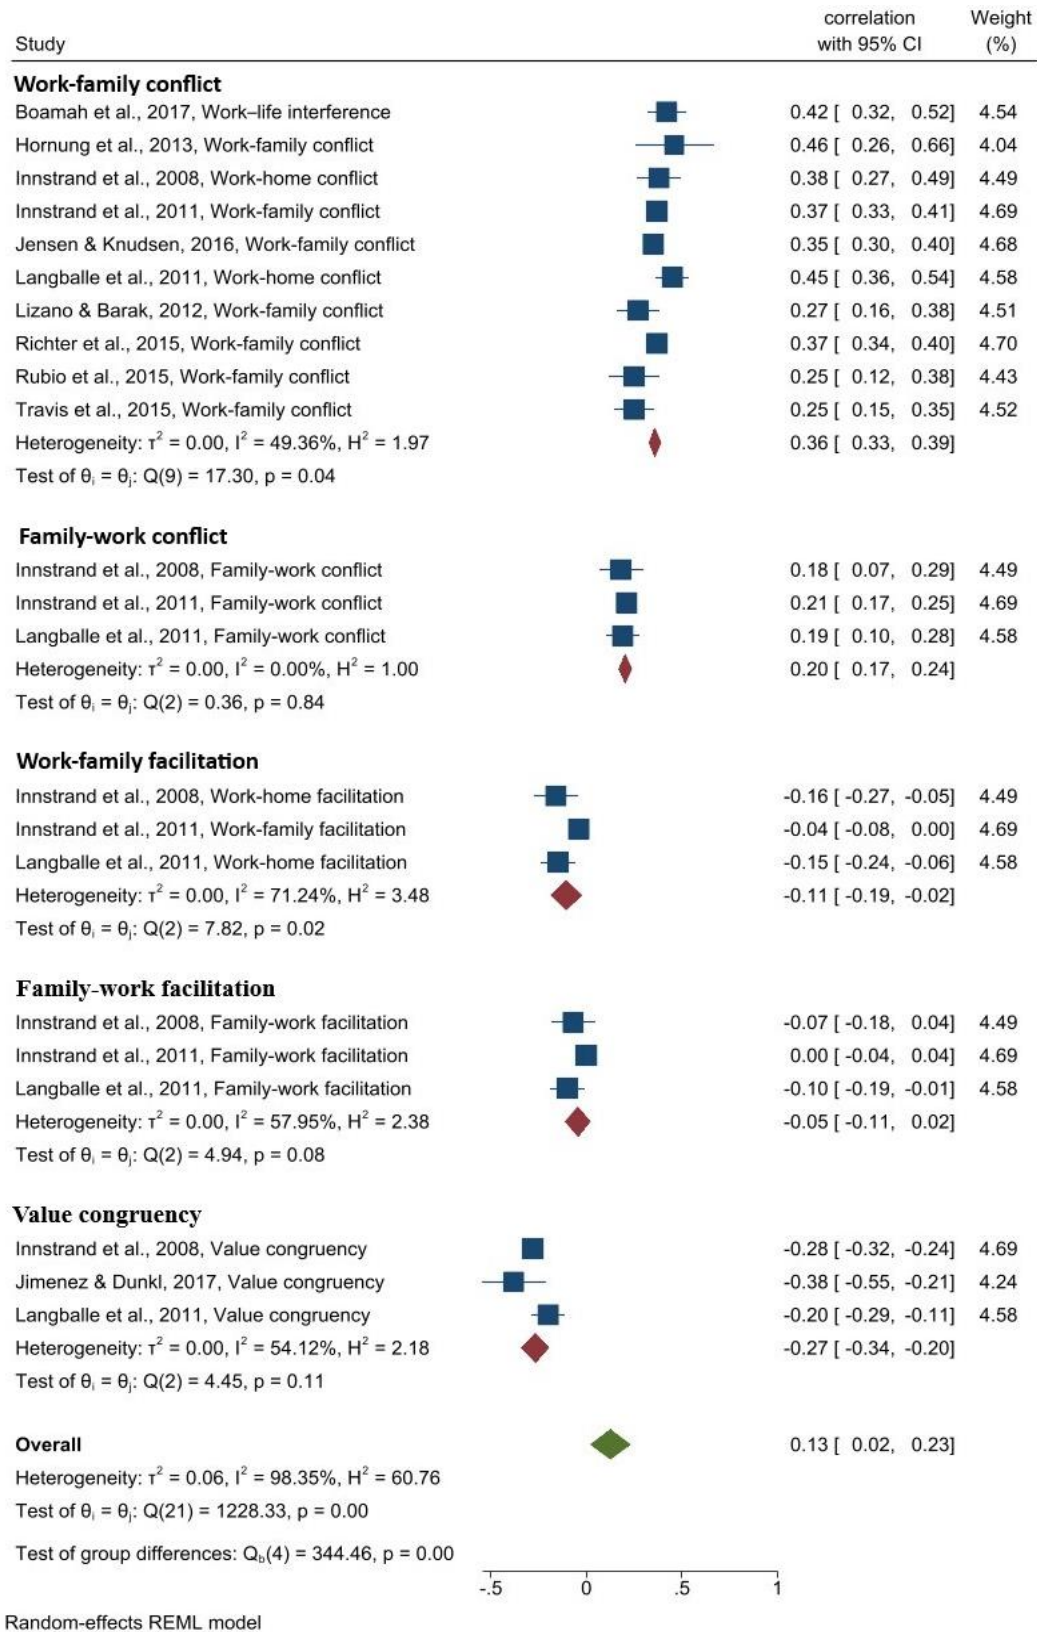 correlation Weight
Study with 95% CI (%)
Work-family conflict
Boamah et al., 2017, Work–life interference 0.42 [ 0.32, 0.52] 4.54
Hornung et al., 2013, Work-family conflict 0.46 [ 0.26, 0.66] 4.04
Innstrand et al., 2008, Work-home conflict 0.38 [ 0.27, 0.49] 4.49
Innstrand et al., 2011, Work-family conflict 0.37 [ 0.33, 0.41] 4.69
Jensen & Knudsen, 2016, Work-family conflict 0.35 [ 0.30, 0.40] 4.68
Langballe et al., 2011, Work-home conflict 0.45 [ 0.36, 0.54] 4.58
Lizano & Barak, 2012, Work-family conflict 0.27 [ 0.16, 0.38] 4.51
Richter et al., 2015, Work-family conflict 0.37 [ 0.34, 0.40] 4.70
Rubio et al., 2015, Work-family conflict 0.25 [ 0.12, 0.38] 4.43
Travis et al., 2015, Work-family conflict 0.25 [ 0.15, 0.35] 4.52
Heterogeneity: τ² = 0.00, I² = 49.36%, H² = 1.97 0.36 [ 0.33, 0.39]
Test of θᵢ = θⱼ: Q(9) = 17.30, p = 0.04
Family-work conflict
Innstrand et al., 2008, Family-work conflict 0.18 [ 0.07, 0.29] 4.49
Innstrand et al., 2011, Family-work conflict 0.21 [ 0.17, 0.25] 4.69
Langballe et al., 2011, Family-work conflict 0.19 [ 0.10, 0.28] 4.58
Heterogeneity: τ² = 0.00, I² = 0.00%, H² = 1.00 0.20 [ 0.17, 0.24]
Test of θᵢ = θⱼ: Q(2) = 0.36, p = 0.84
Work-family facilitation
Innstrand et al., 2008, Work-home facilitation -0.16 [ -0.27, -0.05] 4.49
Innstrand et al., 2011, Work-family facilitation -0.04 [ -0.08, 0.00] 4.69
Langballe et al., 2011, Work-home facilitation -0.15 [ -0.24, -0.06] 4.58
Heterogeneity: τ² = 0.00, I² = 71.24%, H² = 3.48 -0.11 [ -0.19, -0.02]
Test of θᵢ = θⱼ: Q(2) = 7.82, p = 0.02
Family-work facilitation
Innstrand et al., 2008, Family-work facilitation -0.07 [ -0.18, 0.04] 4.49
Innstrand et al., 2011, Family-work facilitation 0.00 [ -0.04, 0.04] 4.69
Langballe et al., 2011, Family-work facilitation -0.10 [ -0.19, -0.01] 4.58
Heterogeneity: τ² = 0.00, I² = 57.95%, H² = 2.38 -0.05 [ -0.11, 0.02]
Test of θᵢ = θⱼ: Q(2) = 4.94, p = 0.08
Value congruency
Innstrand et al., 2008, Value congruency -0.28 [ -0.32, -0.24] 4.69
Jimenez & Dunkl, 2017, Value congruency -0.38 [ -0.55, -0.21] 4.24
Langballe et al., 2011, Value congruency -0.20 [ -0.29, -0.11] 4.58
Heterogeneity: τ² = 0.00, I² = 54.12%, H² = 2.18 -0.27 [ -0.34, -0.20]
Test of θᵢ = θⱼ: Q(2) = 4.45, p = 0.11
Overall 0.13 [ 0.02, 0.23]
Heterogeneity: τ² = 0.06, I² = 98.35%, H² = 60.76
Test of θᵢ = θⱼ: Q(21) = 1228.33, p = 0.00
Test of group differences: Q_b(4) = 344.46, p = 0.00
-.5 0 .5 1
Random-effects REML model